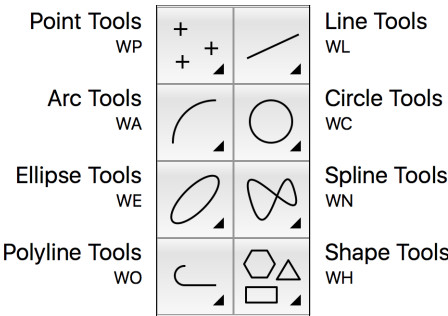 Point Tools
WP
Line Tools
WL
Arc Tools
WA
Circle Tools
WC
Ellipse Tools
WE
Spline Tools
WN
Polyline Tools
WO
Shape Tools
WH